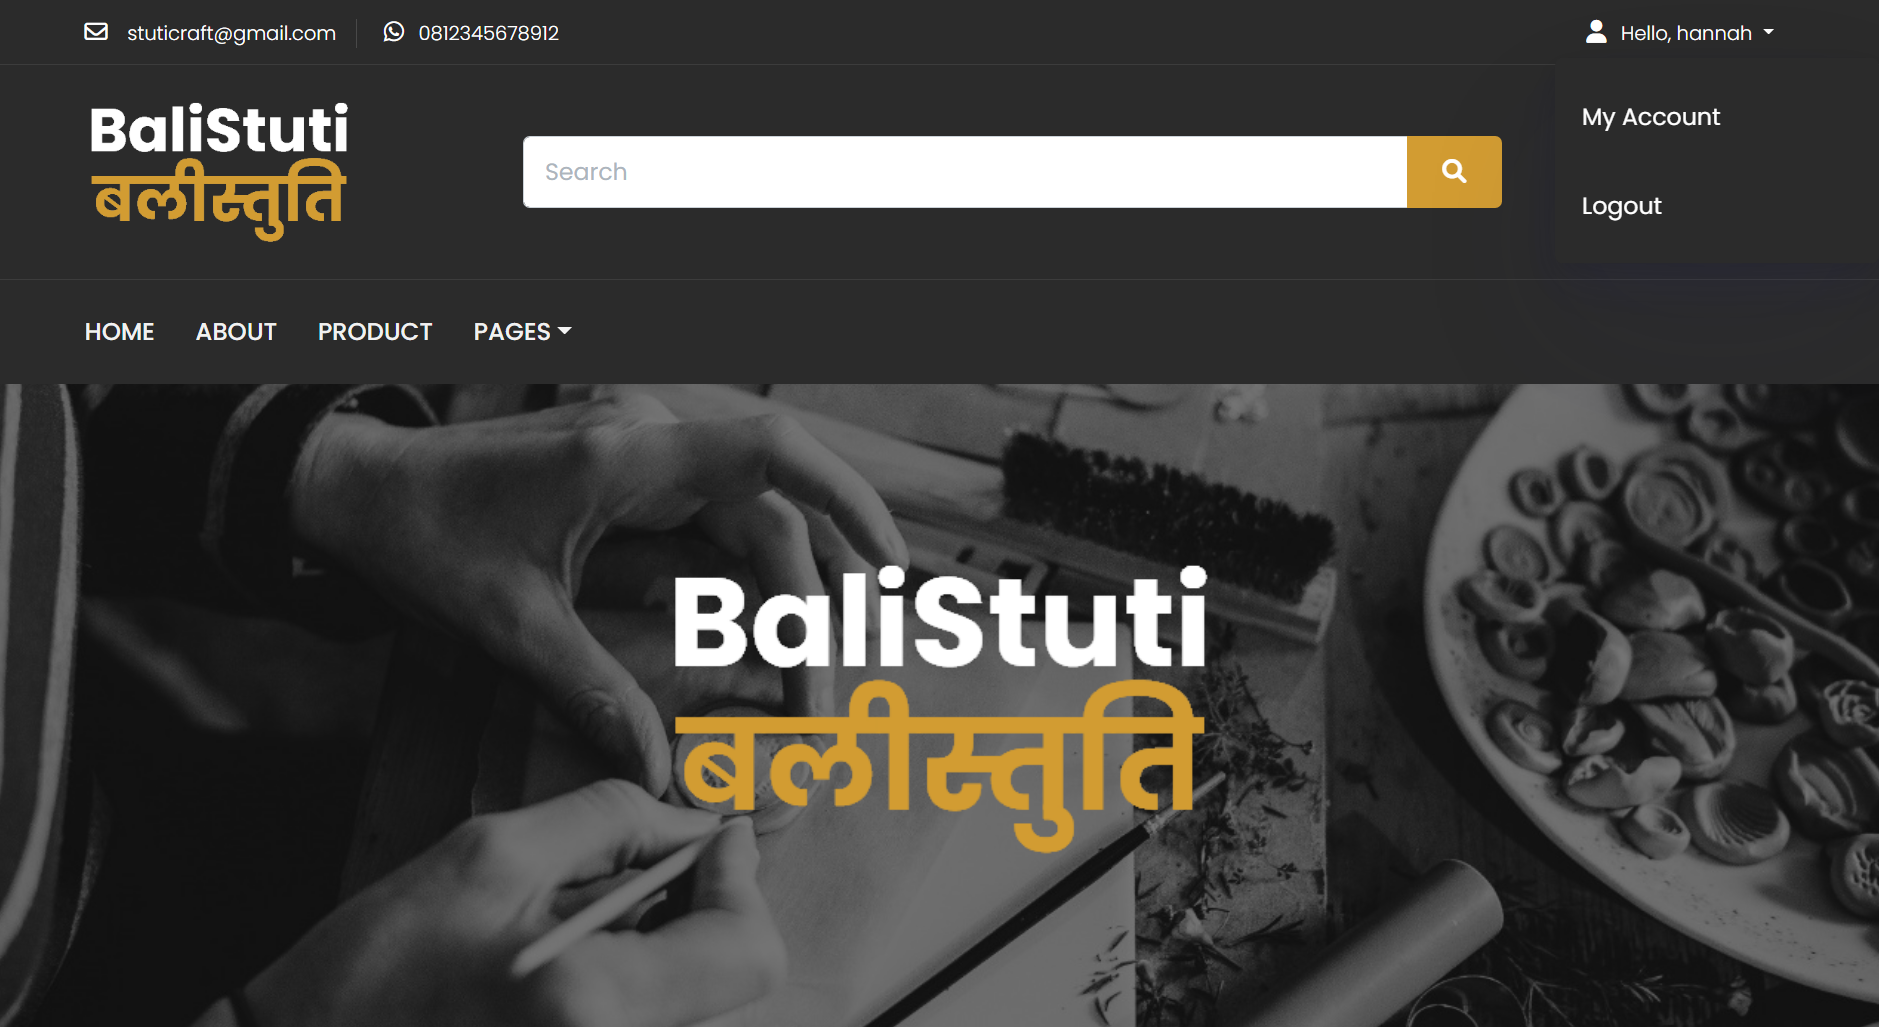 stuticraft@gmail.com
0812345678912
Hello, hannah
My Account
Logout
BaliStuti
बलीस्तुति
Search
HOME
ABOUT
PRODUCT
PAGES
BaliStuti
बलीस्तुति